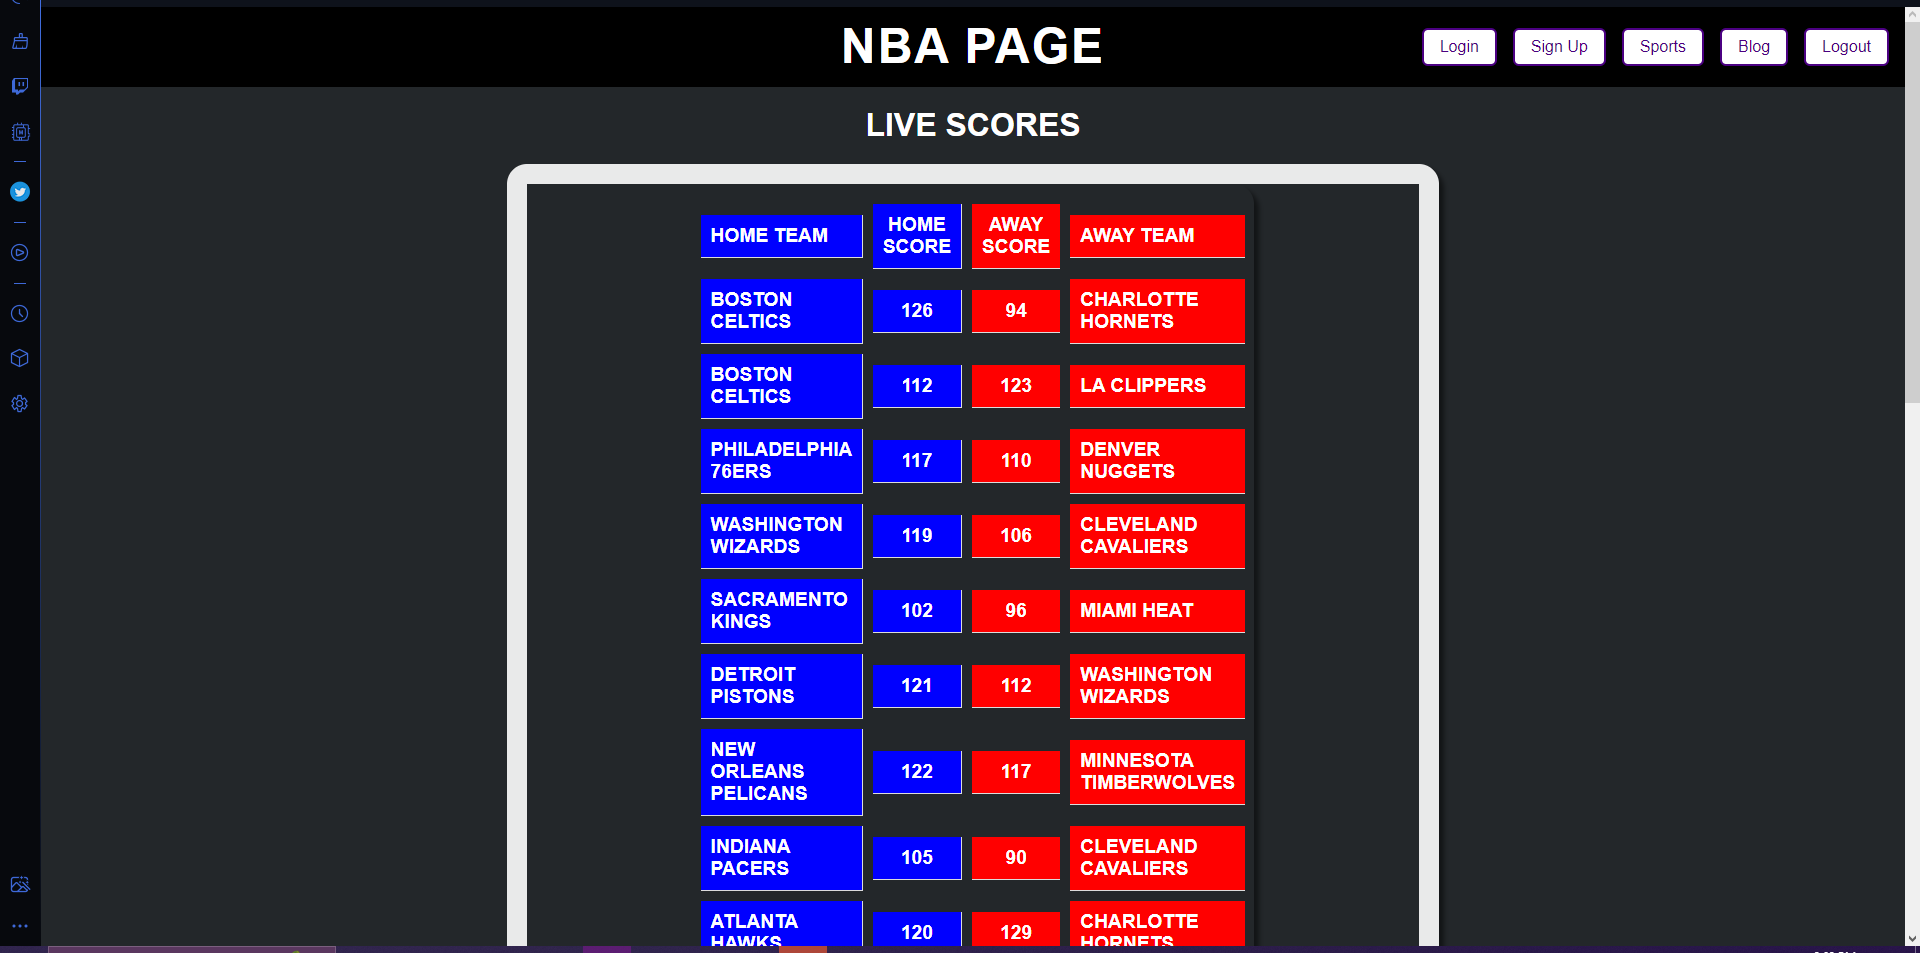 NBA PAGE
Login
Sign Up
Sports
Blog
Logout
LIVE SCORES
HOME TEAM
HOME
SCORE
AWAY
SCORE
AWAY TEAM
BOSTON
CELTICS
126
94
CHARLOTTE
HORNETS
BOSTON
CELTICS
112
123
LA CLIPPERS
PHILADELPHIA
76ERS
117
110
DENVER
NUGGETS
WASHINGTON
WIZARDS
119
106
CLEVELAND
CAVALIERS
SACRAMENTO
KINGS
102
96
MIAMI HEAT
DETROIT
PISTONS
121
112
WASHINGTON
WIZARDS
NEW
ORLEANS
PELICANS
122
117
MINNESOTA
TIMBERWOLVES
INDIANA
PACERS
105
90
CLEVELAND
CAVALIERS
ATLANTA
HAWKS
120
129
CHARLOTTE
HORNETS